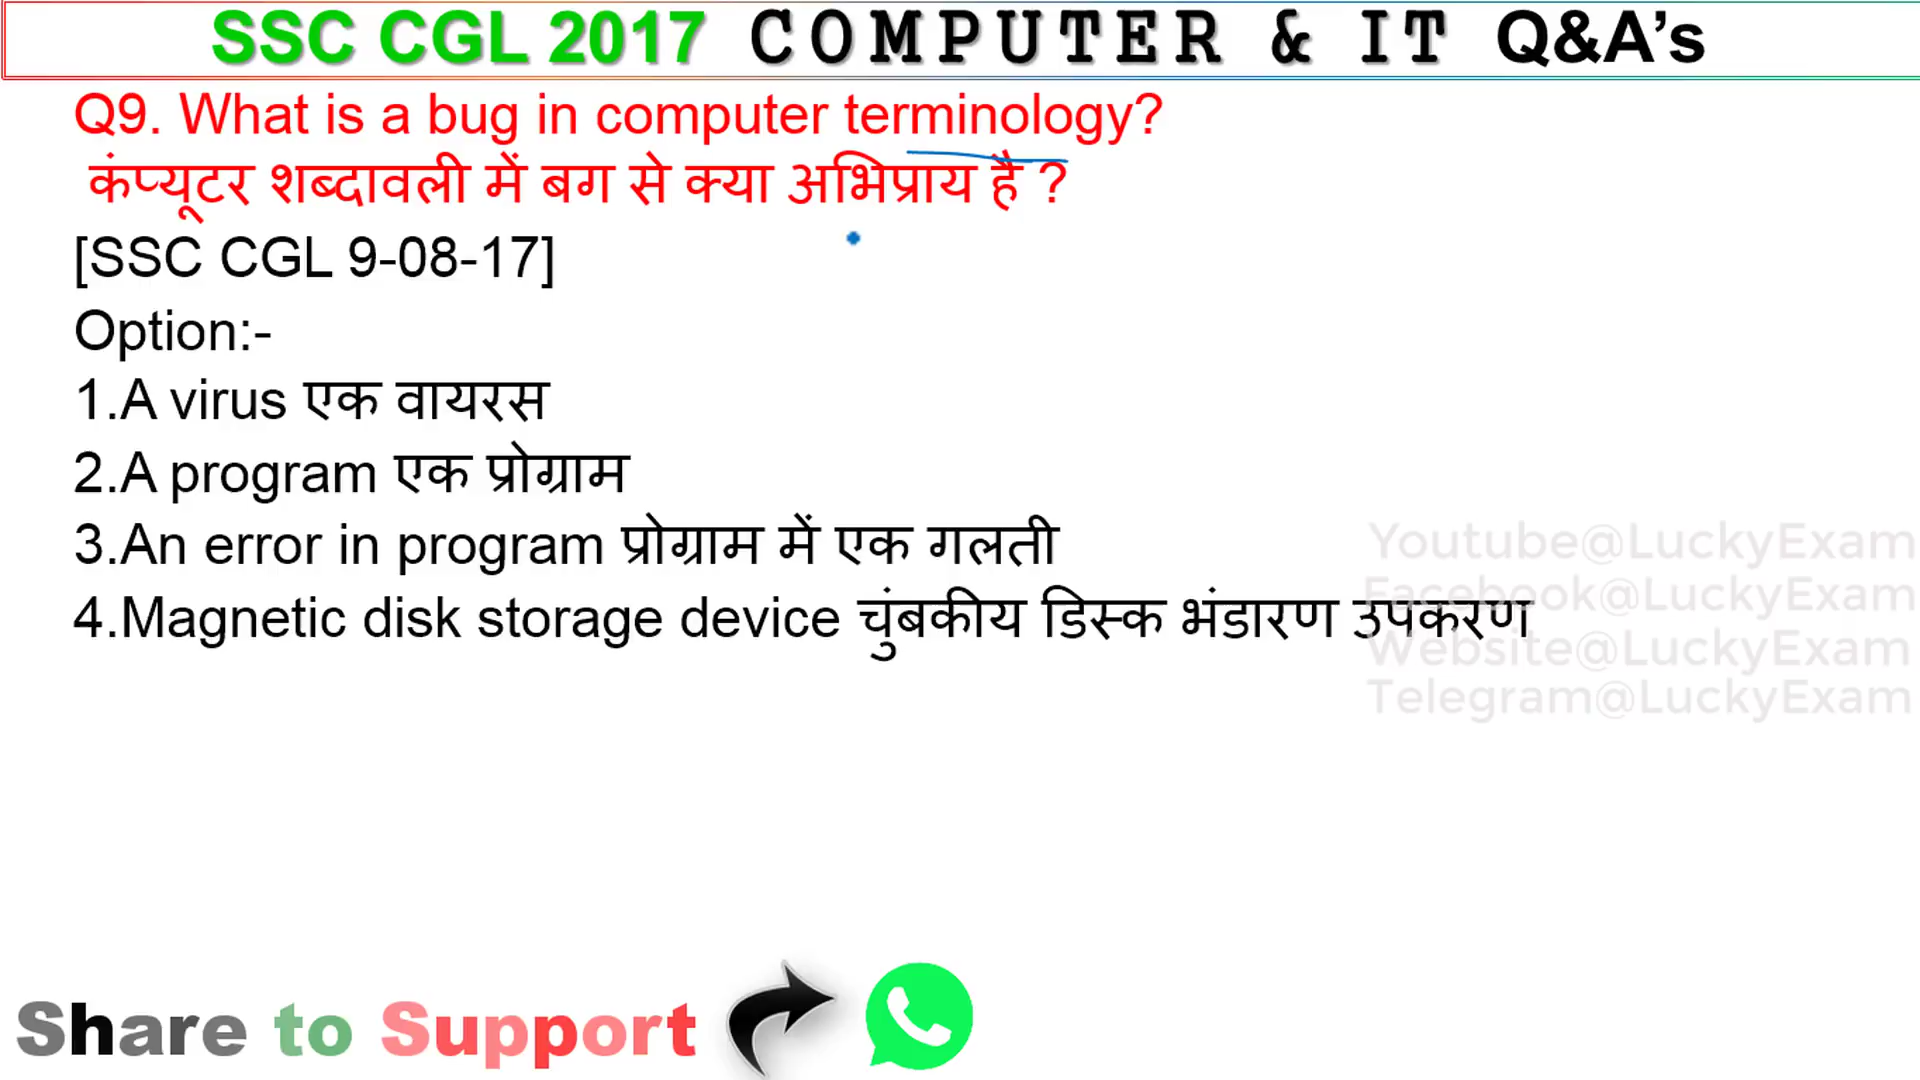 SSC CGL 2017 COMPUTER & IT Q&A’s
Q9. What is a bug in computer terminology?
कंप्यूटर शब्दावली में बग से क्या अभिप्राय है ?
[SSC CGL 9-08-17]
Option:-
1.A virus एक वायरस
2.A program एक प्रोग्राम
3.An error in program प्रोग्राम में एक गलती
4.Magnetic disk storage device चुंबकीय डिस्क भंडारण उपकरण
Youtube@LuckyExam
Facebook@LuckyExam
Website@LuckyExam
Telegram@LuckyExam
Share to Support